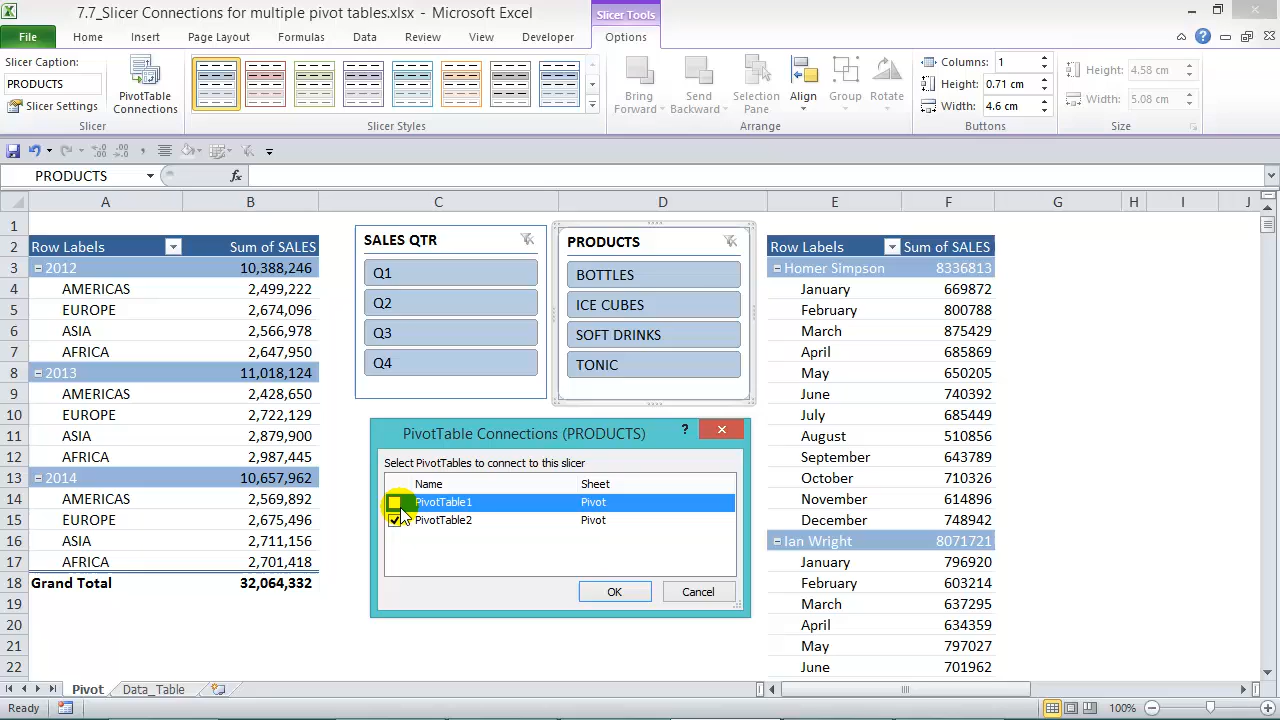 7.7_Slicer Connections for multiple pivot tables.xlsx - Microsoft Excel
Slicer Tools
File Home Insert Page Layout Formulas Data Review View Developer Options
Slicer Caption:
PRODUCTS
Slicer Settings
PivotTable
Connections
Slicer
Slicer Styles
Bring
Forward
Send
Backward
Selection
Pane
Align
Group
Rotate
Arrange
Columns: 1
Height: 0.71 cm
Width: 4.6 cm
Buttons
Height: 4.58 cm
Width: 5.08 cm
Size
PRODUCTS
fx
A B C D E F G H I J
1
2 Row Labels Sum of SALES
3 2012 10,388,246
4 AMERICAS 2,499,222
5 EUROPE 2,674,096
6 ASIA 2,566,978
7 AFRICA 2,647,950
8 2013 11,018,124
9 AMERICAS 2,428,650
10 EUROPE 2,722,129
11 ASIA 2,879,900
12 AFRICA 2,987,445
13 2014 10,657,962
14 AMERICAS 2,569,892
15 EUROPE 2,675,496
16 ASIA 2,711,156
17 AFRICA 2,701,418
18 Grand Total 32,064,332
19
20
21
22
SALES QTR
Q1
Q2
Q3
Q4
PRODUCTS
BOTTLES
ICE CUBES
SOFT DRINKS
TONIC
Row Labels Sum of SALES
Homer Simpson 8336813
January 669872
February 800788
March 875429
April 685869
May 650205
June 740392
July 685449
August 510856
September 643789
October 710326
November 614896
December 748942
Ian Wright 8071721
January 796920
February 603214
March 637295
April 634359
May 797027
June 701962
PivotTable Connections (PRODUCTS)
?
Select PivotTables to connect to this slicer
Name Sheet
PivotTable1 Pivot
PivotTable2 Pivot
OK Cancel
Pivot Data_Table
Ready
100%